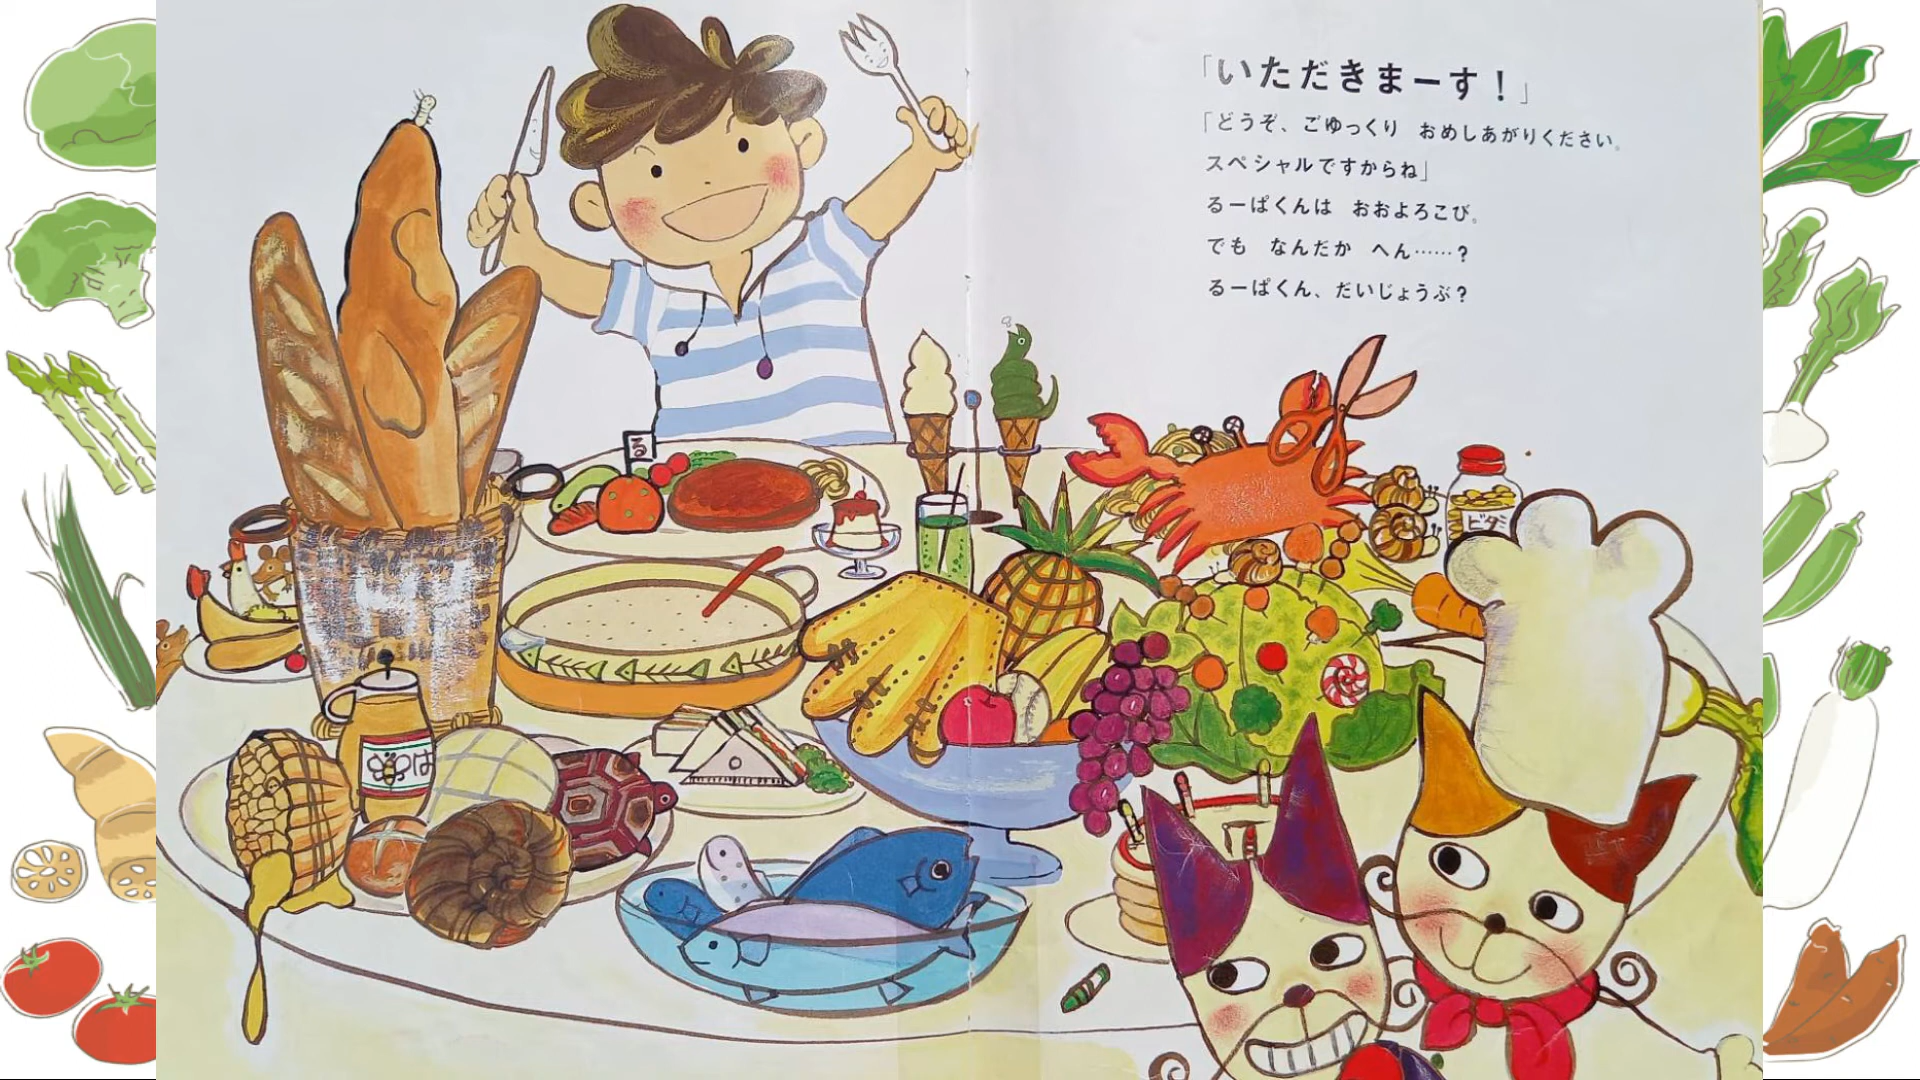 「いただきまーす！」
「どうぞ、ごゆっくり　おめしあがりください。
スペシャルですからね」
るーぱくんは　おおよろこび。
でも　なんだか　へん……？
るーぱくん、だいじょうぶ？
る
ビタミ
は